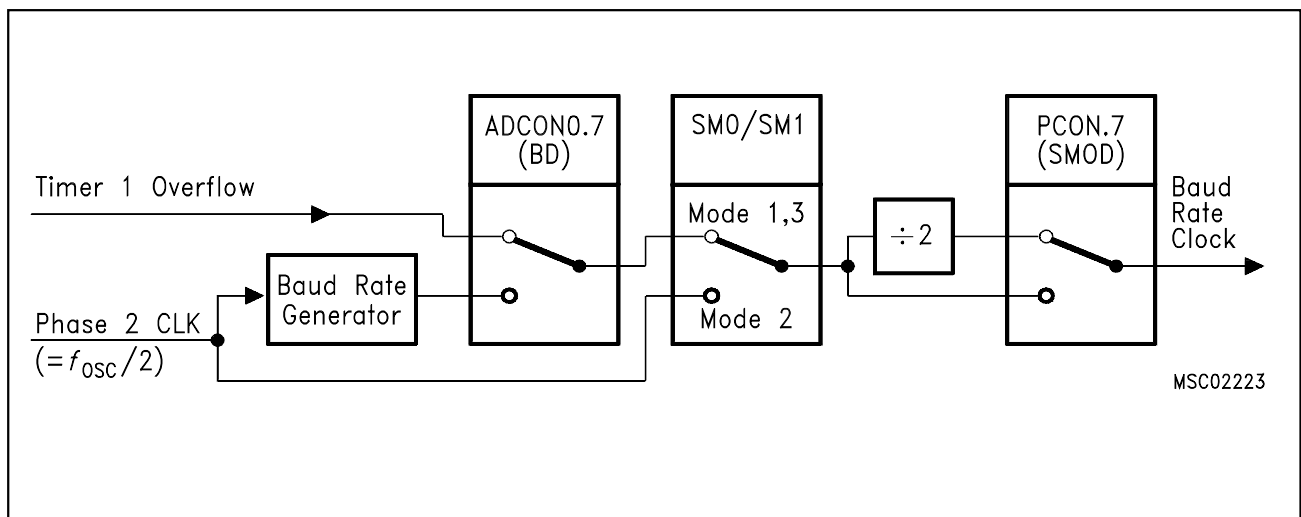 ADCON0.7
(BD)
SM0/SM1
PCON.7
(SMOD)
Timer 1 Overflow
Mode 1,3
÷2
Baud
Rate
Clock
Baud Rate
Generator
Phase 2 CLK
(=fOSC/2)
Mode 2
MSC02223